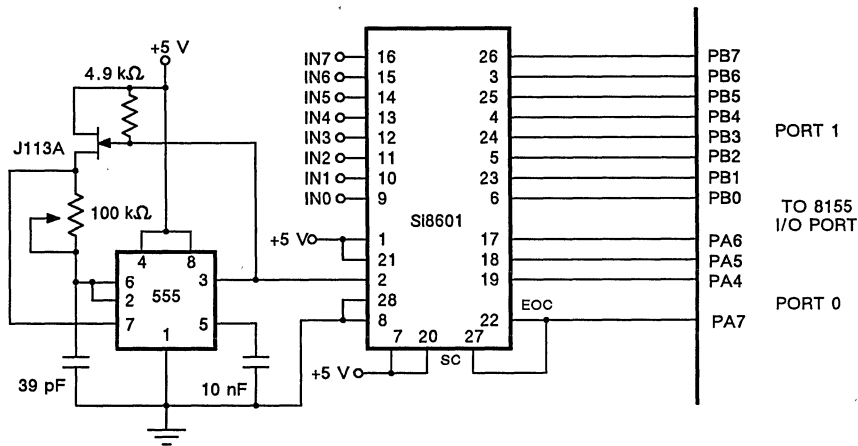 +5 V
4.9 kΩ
J113A
100 kΩ
4
8
6
2
555
3
7
5
1
39 pF
10 nF
IN7
16
26
PB7
IN6
15
3
PB6
IN5
14
25
PB5
IN4
13
4
PB4
IN3
12
24
PB3
IN2
11
5
PB2
IN1
10
23
PB1
IN0
9
6
PB0
SI8601
+5 V
1
17
PA6
21
18
PA5
2
19
PA4
28
8
22
EOC
PA7
7
20
27
SC
+5 V
PORT 1
TO 8155
I/O PORT
PORT 0